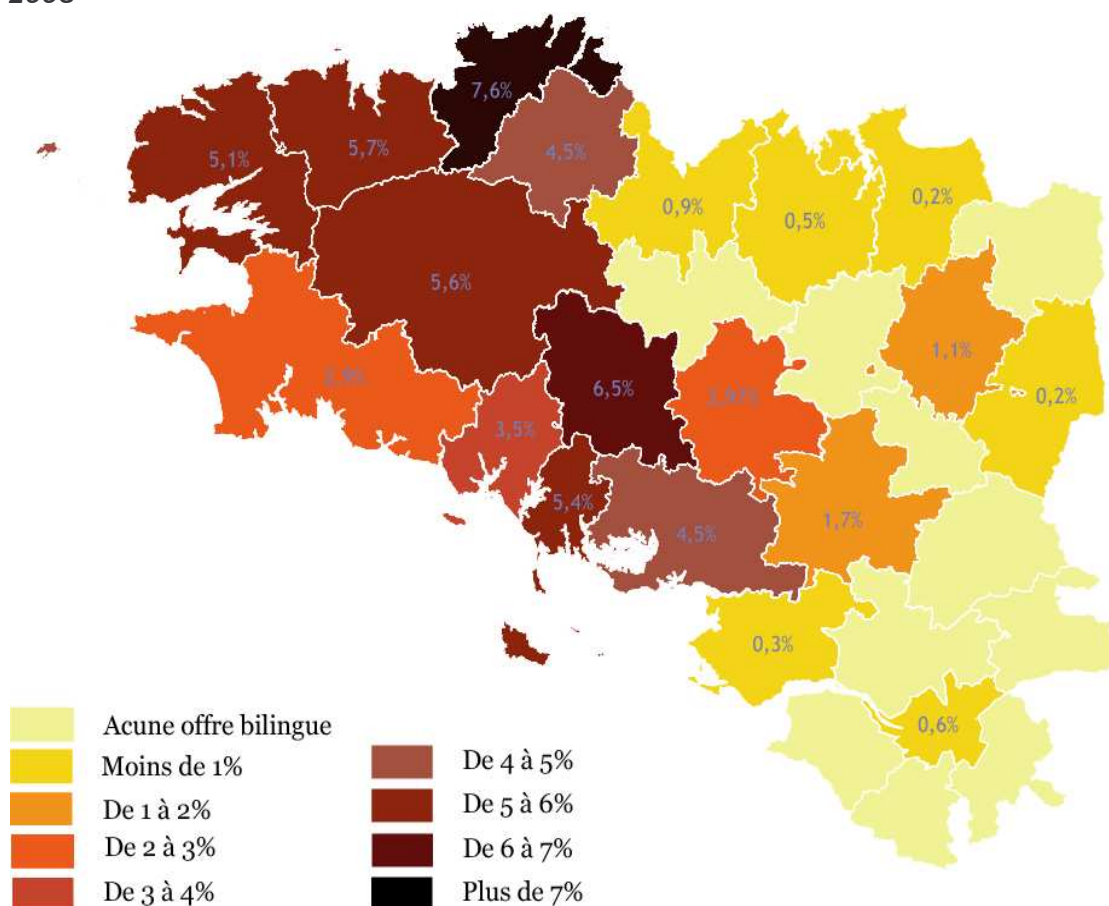 7,6%
5,7%
5,1%
4,5%
0,9%
0,5%
0,2%
5,6%
1,1%
6,5%
0,2%
3,5%
5,4%
4,5%
1,7%
0,3%
0,6%
Acune offre bilingue
Moins de 1%
De 1 à 2%
De 2 à 3%
De 3 à 4%
De 4 à 5%
De 5 à 6%
De 6 à 7%
Plus de 7%